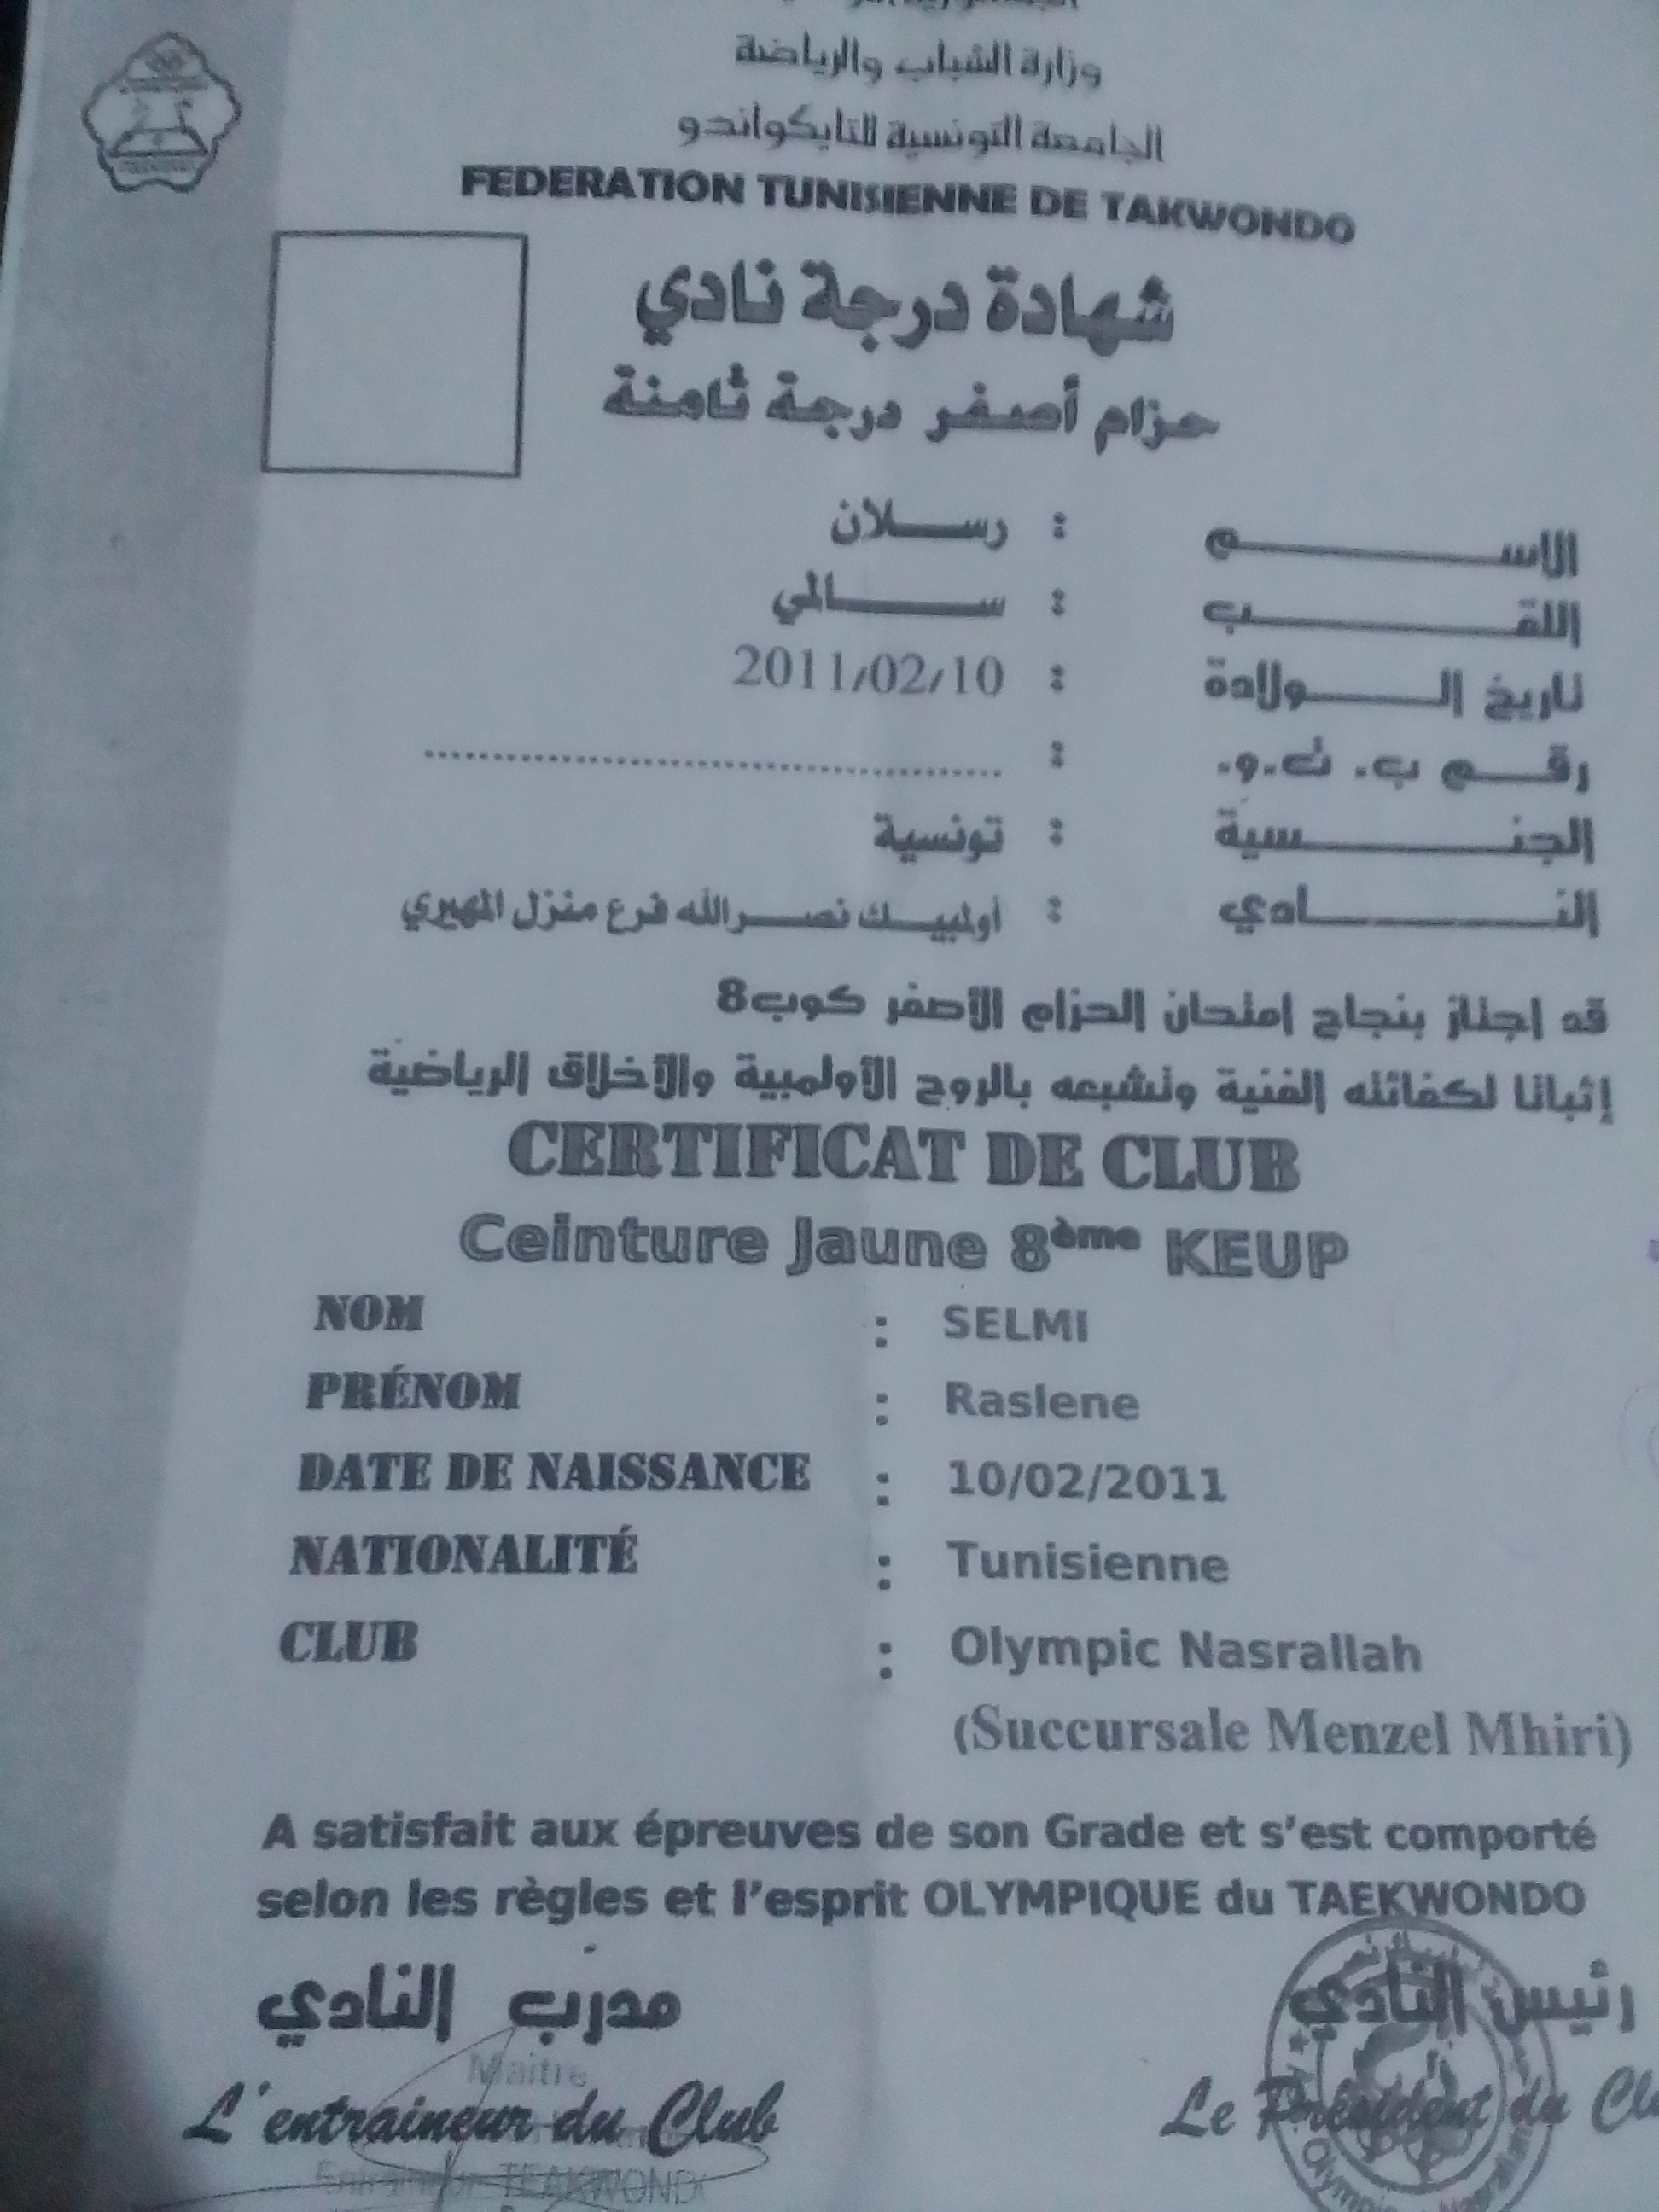 وزارة الشباب والرياضة
الجامعة التونسية للتايكواندو
FEDERATION TUNISIENNE DE TAKWONDO
شهادة درجة نادي
حزام أصفر درجة ثامنة
الاسم : رسلان
اللقب : سالمي
تاريخ الولادة : 2011/02/10
رقم ب. ت.و. : ............................................
الجنسية : تونسية
النادي : أولمبيك نصرالله فرع منزل المهيري
قد اجتاز بنجاح امتحان الحزام الأصفر كوب8
إثباتا لكفائته الفنية وتشبعه بالروح الأولمبية والأخلاق الرياضية
CERTIFICAT DE CLUB
Ceinture Jaune 8ème KEUP
NOM : SELMI
PRÉNOM : Raslene
DATE DE NAISSANCE : 10/02/2011
NATIONALITÉ : Tunisienne
CLUB : Olympic Nasrallah
(Succursale Menzel Mhiri)
A satisfait aux épreuves de son Grade et s'est comporté
selon les règles et l'esprit OLYMPIQUE du TAEKWONDO
مدرب النادي رئيس النادي
Maitre
L'entraineur du Club Le Président du